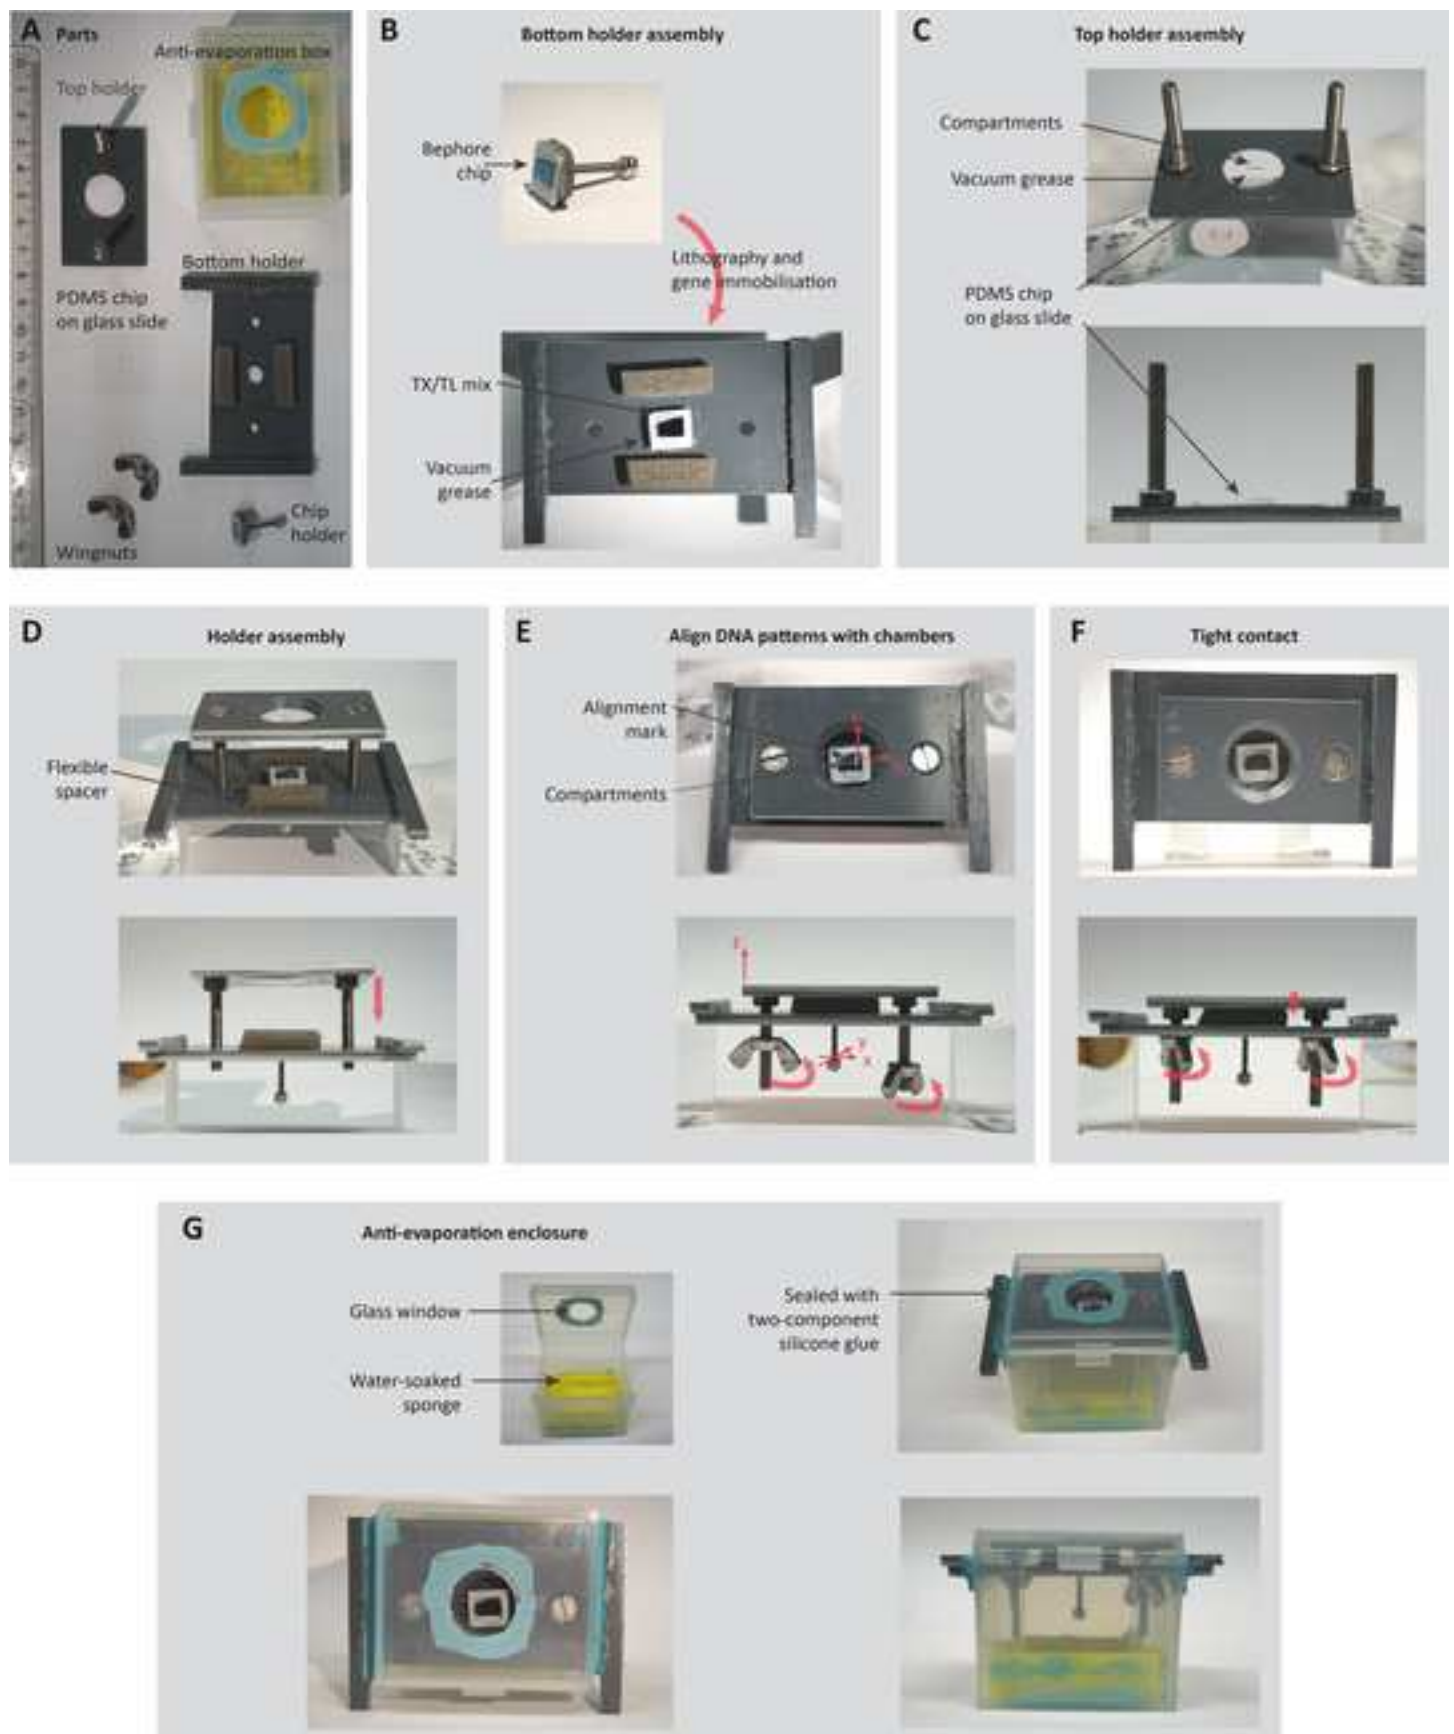 A Parts
Anti-evaporation box
Top holder
Bottom holder
PDMS chip
on glass slide
Wingnuts
Chip
holder
B Bottom holder assembly
Bephore
chip
Lithography and
gene immobilisation
TX/TL mix
Vacuum
grease
C Top holder assembly
Compartments
Vacuum grease
PDMS chip
on glass slide
D Holder assembly
Flexible
spacer
E Align DNA patterns with chambers
Alignment
mark
Compartments
z
y
x
F Tight contact
G Anti-evaporation enclosure
Glass window
Water-soaked
sponge
Sealed with
two-component
silicone glue